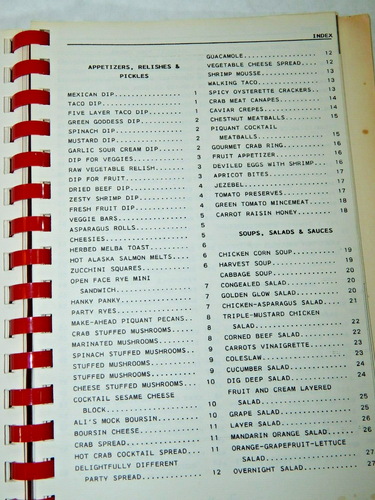 INDEX
APPETIZERS, RELISHES &
PICKLES
MEXICAN DIP.................. 1
TACO DIP..................... 1
FIVE LAYER TACO DIP.......... 1
GREEN GODDESS DIP............ 2
SPINACH DIP.................. 2
MUSTARD DIP.................. 2
GARLIC SOUR CREAM DIP........ 2
DIP FOR VEGGIES.............. 3
RAW VEGETABLE RELISH......... 3
DIP FOR FRUIT................ 3
DRIED BEEF DIP............... 4
ZESTY SHRIMP DIP............. 4
FRESH FRUIT DIP.............. 4
VEGGIE BARS.................. 5
ASPARAGUS ROLLS.............. 5
CHEESIES..................... 5
HERBED MELBA TOAST........... 6
HOT ALASKA SALMON MELTS...... 6
ZUCCHINI SQUARES............. 6
OPEN FACE RYE MINI
SANDWICH................. 7
HANKY PANKY.................. 7
PARTY RYES................... 7
MAKE-AHEAD PIQUANT PECANS.... 8
CRAB STUFFED MUSHROOMS....... 8
MARINATED MUSHROOMS.......... 8
SPINACH STUFFED MUSHROOMS.... 9
STUFFED MUSHROOMS............ 9
STUFFED MUSHROOMS............ 9
CHEESE STUFFED MUSHROOMS..... 10
COCKTAIL SESAME CHEESE
BLOCK.................... 10
ALI'S MOCK BOURSIN........... 10
BOURSIN CHEESE............... 11
CRAB SPREAD.................. 11
HOT CRAB COCKTAIL SPREAD..... 11
DELIGHTFULLY DIFFERENT
PARTY SPREAD............. 12
GUACAMOLE.................... 12
VEGETABLE CHEESE SPREAD...... 12
SHRIMP MOUSSE................ 13
WALKING TACO................. 13
SPICY OYSTERETTE CRACKERS.... 13
CRAB MEAT CANAPES............ 14
CAVIAR CREPES................ 14
CHESTNUT MEATBALLS........... 15
PIQUANT COCKTAIL
MEATBALLS................ 15
GOURMET CRAB RING............ 16
FRUIT APPETIZER.............. 16
DEVILED EGGS WITH SHRIMP..... 16
APRICOT BITES................ 17
JEZEBEL...................... 17
TOMATO PRESERVES............. 17
GREEN TOMATO MINCEMEAT....... 18
CARROT RAISIN HONEY.......... 18
SOUPS, SALADS & SAUCES
CHICKEN CORN SOUP............ 19
HARVEST SOUP................. 19
CABBAGE SOUP................. 20
CONGEALED SALAD.............. 20
GOLDEN GLOW SALAD............ 20
CHICKEN-ASPARAGUS SALAD...... 21
TRIPLE-MUSTARD CHICKEN
SALAD.................... 22
CORNED BEEF SALAD............ 22
CARROTS VINAIGRETTE.......... 23
COLESLAW..................... 23
CUCUMBER SALAD............... 24
DIG DEEP SALAD............... 24
FRUIT AND CREAM LAYERED
SALAD.................... 25
GRAPE SALAD.................. 25
LAYER SALAD.................. 26
MANDARIN ORANGE SALAD........ 26
ORANGE-GRAPEFRUIT-LETTUCE
SALAD.................... 27
OVERNIGHT SALAD.............. 27